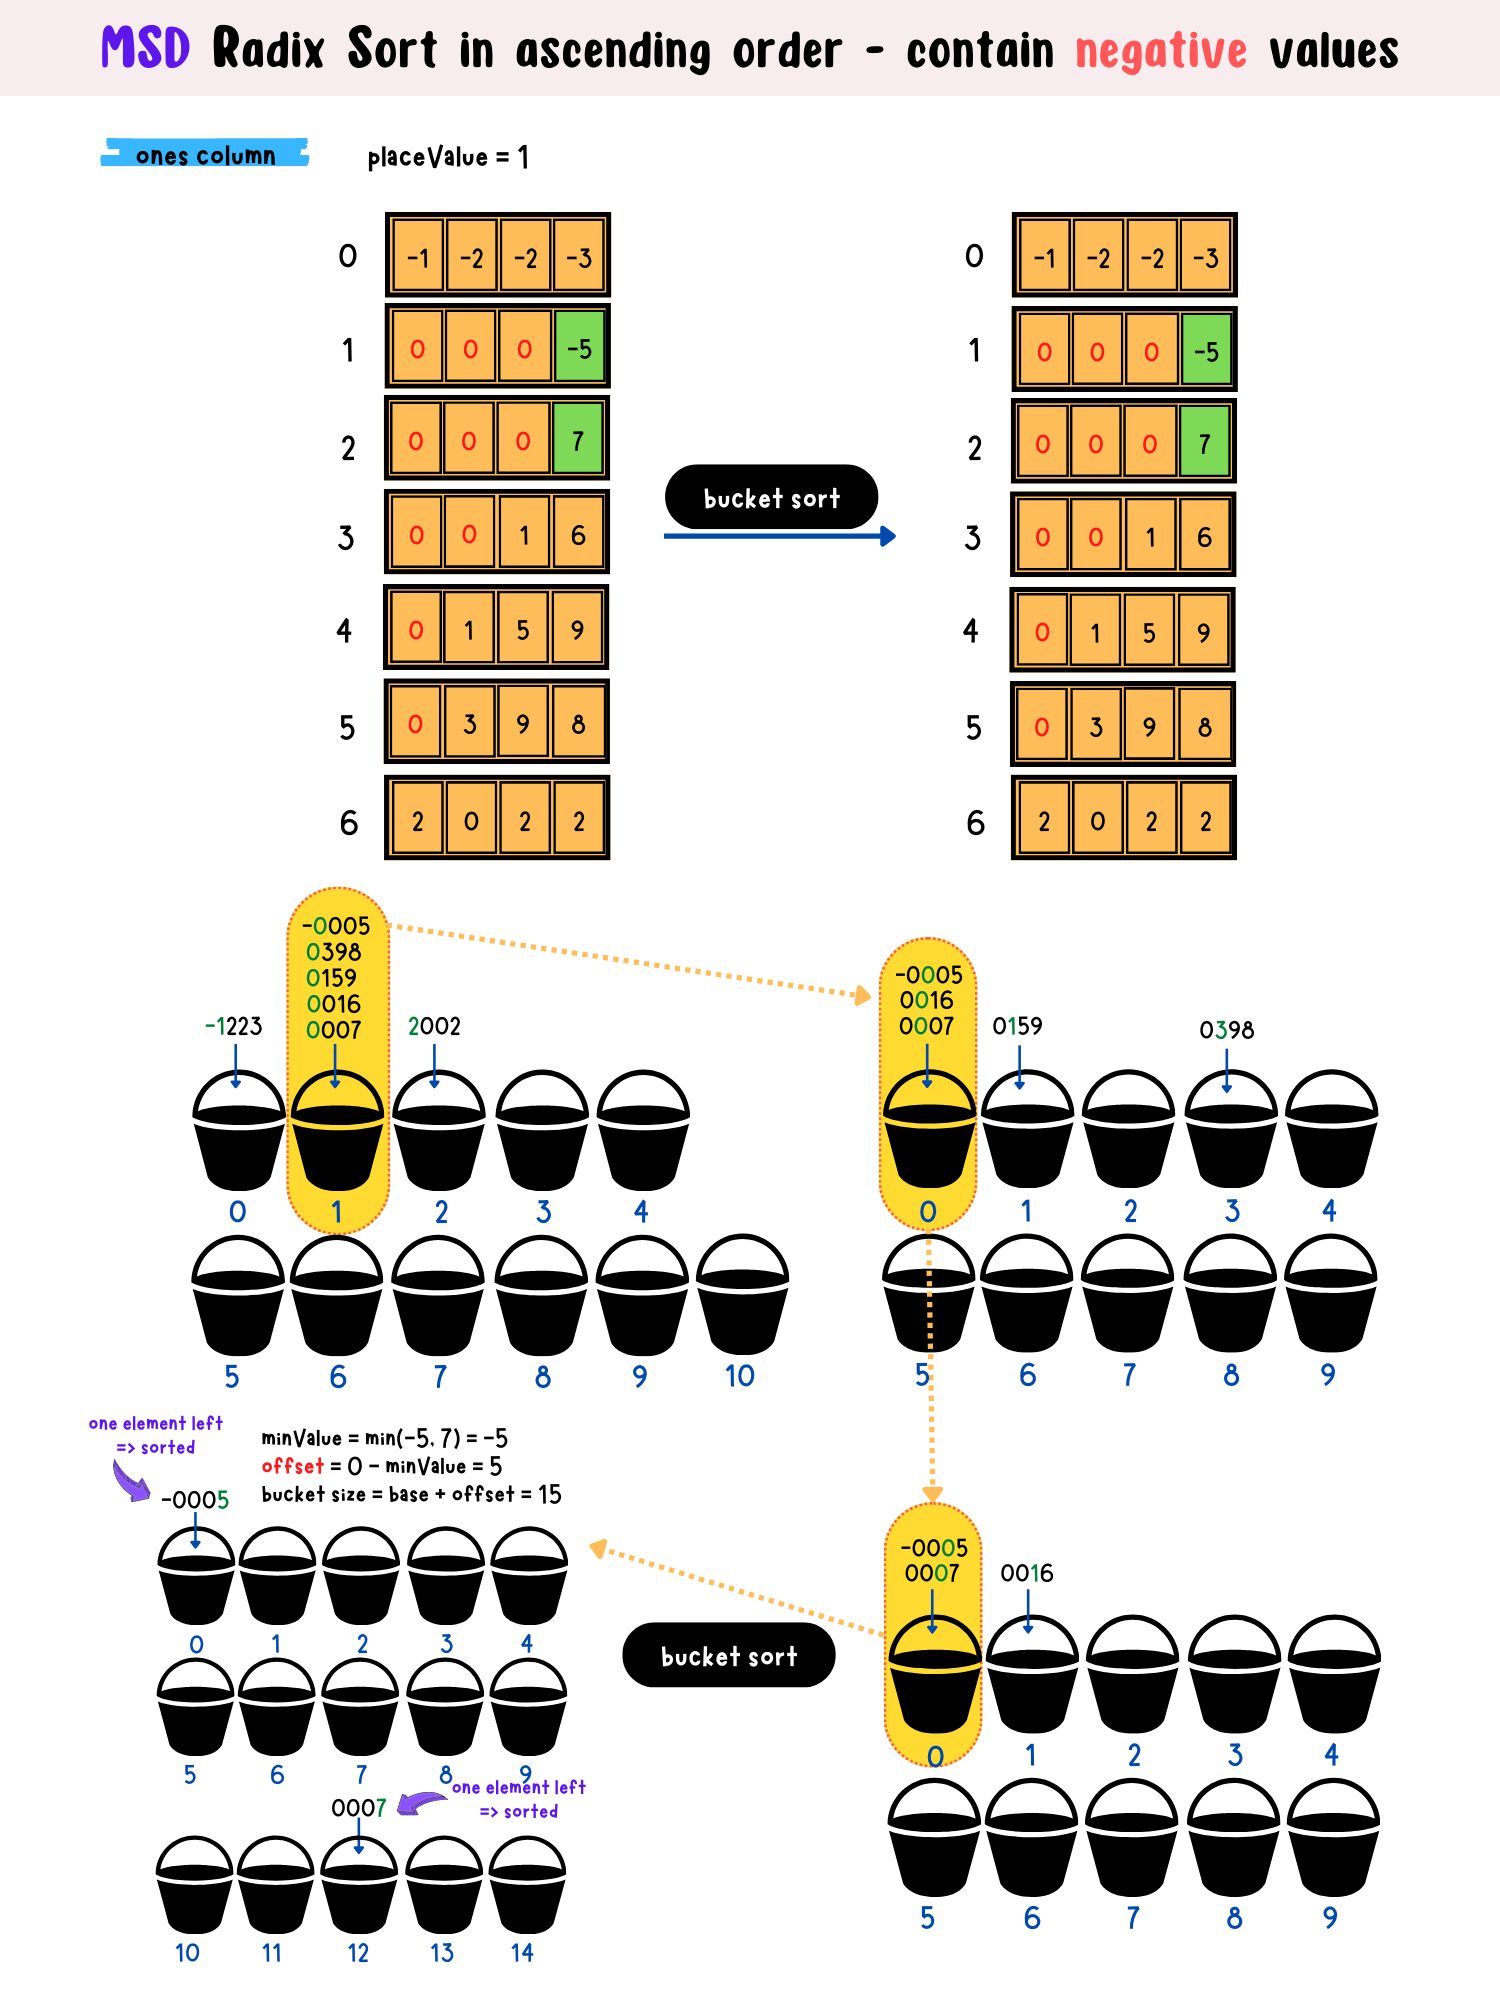 MSD Radix Sort in ascending order - contain negative values
ones column
placeValue = 1
0 -1 -2 -2 -3
1 0 0 0 -5
2 0 0 0 7
3 0 0 1 6
4 0 1 5 9
5 0 3 9 8
6 2 0 2 2
bucket sort
0 -1 -2 -2 -3
1 0 0 0 -5
2 0 0 0 7
3 0 0 1 6
4 0 1 5 9
5 0 3 9 8
6 2 0 2 2
-0005
0398
0159
0016
0007
-1223
2002
0 1 2 3 4
5 6 7 8 9 10
-0005
0016
0007
0159
0398
0 1 2 3 4
5 6 7 8 9
one element left
=> sorted
minValue = min(-5, 7) = -5
offset = 0 - minValue = 5
bucket size = base + offset = 15
-0005
0 1 2 3 4
5 6 7 8 9
one element left
=> sorted
0007
10 11 12 13 14
bucket sort
-0005
0007
0016
0 1 2 3 4
5 6 7 8 9